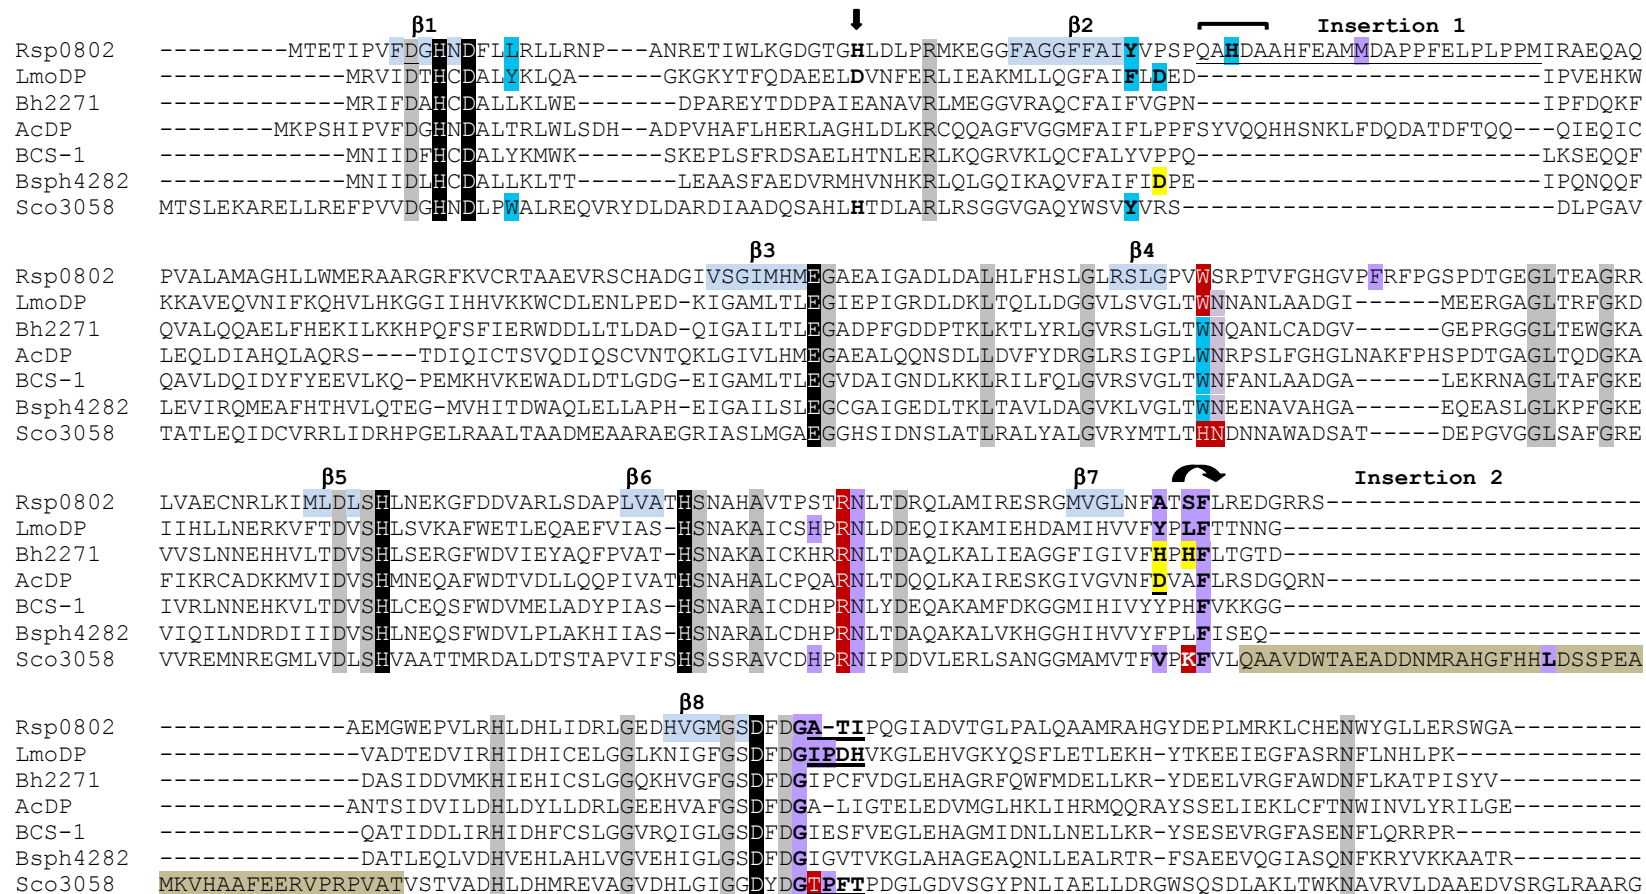 β1 β2 Insertion 1
Rsp0802 ---------MTETIPVFDGHNDFLLRLLRNP---ANRETIWLKGDGTGHLDLPRMKEGGFAGGFFAIYVPSPQAHDAAHFEAMMDAPPFELPLPPMIRAEQAQ
LmoDP -------------MRVIDTHCDALYKLQA------GKGKYTFQDAEELDVNFERLIEAKMLLQGFAIFLDED-------------------------IPVEHKW
Bh2271 -------------MRIFDAHCDALLKLWE------DPAREYTDDPAIEANAVRLMEGGVRAQCFAIFVGPN-------------------------IPFDQKF
AcDP --------MKPSHIPVFDGHNDALTRLWLSDH--ADPVHAFLHERLAGHLDLKRCQQAGFVGGMFAIFLPPFSYVQQHHSNKLFDQDATDFTQQ---QIEQIC
BCS-1 -------------MNIIDFHCDALYKMWK------SKEPLSFRDSAELHTNLERLKQGRVKLQCFALYVPPQ-------------------------LKSEQQF
Bsph4282 -------------MNIIDLHCDALLKLTT------LEAASFAEDVRMHVNHKRLQLGQIKAQVFAIFIDPE-------------------------IPQNQQF
Sco3058 MTSLEKARELLREFPVVDGHNDLPWALREQVRYDLDARDIAADQSAHLHTDLARLRSGGVGAQYWSVYVRS---------------------------DLPGAV
β3 β4
Rsp0802 PVALAMAGHLLWMERAARGRFKVCRTAAEVRSCHADGIVSGIMHMEGAEAIGADLDALHLFHSLGLRSLGPVWSRPTVFGHGVPFRFPGSPDTGEGLTEAGRR
LmoDP KKAVEQVNIFKQHVLHKGGIIHHVRKWCDLENLPED-KIGAMLTLEGIEPIGRDLDKLTQLLDGGVLSVGLTWNNANLAADGI------MEERGAGLTRFGKD
Bh2271 QVALQQAELFHEKILKKHPQFSFIERWDDLLTLDAD-QIGAILTLEGADPFGDDPTKLKTLYRLGVRSLGLTWNQANLCADGV------GEPRGGGLTEWGKA
AcDP LEQLDIAHQLAQRS----TDIQICTSVQDIQSCVNTQKLGIVLHMEGAEALQQNSDLLDVFYDRGLRSIGPLWNRPSLFGHGLNAKFPHSPDTGAGLTQDGKA
BCS-1 QAVLDQIDYFYEEVLKQ-PEMKHVKEWADLDTLGDG-EIGAMLTLEGVDAIGNDLKKLRILFQLGVRSVGLTWNFANLAADGA------LEKRNAGLTAFGKE
Bsph4282 LEVIRQMEAFHTHVLQTEG-MVHITDWAQLELLAPH-EIGAILSLEGCGAIGEDLTKLTAVLDAGVKLVGLTWNEENAVAHGA------EQEASLGLKPFGKE
Sco3058 TATLEQIDCVRRLIDRHPGELRAALTAADMEAARAEGRIASLMGAEGGHSIDNSLATLRALYALGVRYMTLTHNDNNAWADSAT-----DEPGVGGLSAFGRE
β5 β6 β7 Insertion 2
Rsp0802 LVAECNRLKIMLDLSHLNEKGFDDVARLSDAPLVATHSNAHAVTPSTRNLTDRQLAMIRESRGMVGLNFATSFLREDGRRS----------------------
LmoDP IIHLLNERKVFTDVSHLSVKAFWETLEQAEFVIAS-HSNAKAICSHPRNLDDEQIKAMIEHDAMIHVVFYPLFTTNNG-------------------------
Bh2271 VVSLNNEHHVLTDVSHLSERGFWDVIEYAQFPVAT-HSNAKAICKHRRNLTDAQLKALIEAGGFIGIVFHPHFLTGTD-------------------------
AcDP FIKRCADKKMVIDVSHMNEQAFWDTVDLLQQPIVATHSNAHALCPQARNLTDQQLKAIRESKGIVGVNFDVAFLRSDGQRN----------------------
BCS-1 IVRLNNEHKVLTDVSHLCEQSFWDVMELADYPIAS-HSNARAICDHPRNLYDEQAKAMFDKGGMIHIVYYPHFVKKGG-------------------------
Bsph4282 VIQILNDRDIIIDVSHLNEQSFWDVLPLAKHIIAS-HSNARALCDHPRNLTDAQAKALVKHGGHIHVVYFPLFISEQ--------------------------
Sco3058 VVREMNREGMLVDLSHVAATTMRDALDTSTAPVIFSHSSSRAVCDHPRNIPDDVLERLSANGGMAMVTFVPKFVLQAAVDWTAEADDNMRAHGFHHLDSSPEA
β8
Rsp0802 -------------AEMGWEPVLRHLDHLIDRLGEDHVGMGSDFDGA-TIPQGIADVTGLPALQAAMRAHGYDEPLMRKLCHENWYGLLERSWGA---------
LmoDP --------------VADTEDVIRHIDHICELGGLKNIGFGSDFDGIPDHVKGLEHVGKYQSFLETLEKH-YTKEEIEGFASRNFLNHLPK-------------
Bh2271 --------------DASIDDVMKHIEHICSLGGQKHVGFGSDFDGIPCFVDGLEHAGRFQWFMDELLKR-YDEELVRGFAWDNFLKATPISYV----------
AcDP -------------ANTSIDVILDHLDYLLDRLGEEHVAFGSDFDGA-LIGTELEDVMGLHKLIHRMQQRAYSSELIEKLCFTNWINVLYRILGE---------
BCS-1 --------------QATIDDLIRHIDHFCSLGGVRQIGLGSDFDGIESFVEGLEHAGMIDNLLNELLKR-YSESEVRGFASENFLQRRPR-------------
Bsph4282 --------------DATLEQLVDHVEHLAHLVGVEHIGLGSDFDGIGVTVKGLAHAGEAQNLLEALRTR-FSAEEVQGIASQNFKRYVKKAATR---------
Sco3058 MKVHAAFEERVPRPVATVSTVADHLDHMREVAGVDHLGIGGDYDGTPFTPDGLGDVSGYPNLIAELLDRGWSQSDLAKLTWKNAVRVLDAAEDVSRGLRAARG